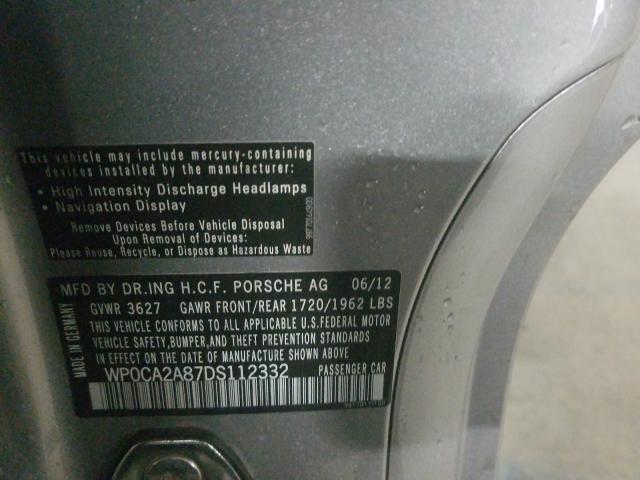 This vehicle may include mercury-containing
devices installed by the manufacturer:
• High Intensity Discharge Headlamps
• Navigation Display
Remove Devices Before Vehicle Disposal
Upon Removal of Devices:
Please Reuse, Recycle, or Dispose as Hazardous Waste
MFD BY DR.ING H.C.F. PORSCHE AG 06/12
GVWR 3627 GAWR FRONT/REAR 1720/1962 LBS
THIS VEHICLE CONFORMS TO ALL APPLICABLE U.S.FEDERAL MOTOR
VEHICLE SAFETY,BUMPER,AND THEFT PREVENTION STANDARDS
IN EFFECT ON THE DATE OF MANUFACTURE SHOWN ABOVE.
WP0CA2A87DS112332 PASSENGER CAR
MADE IN GERMANY